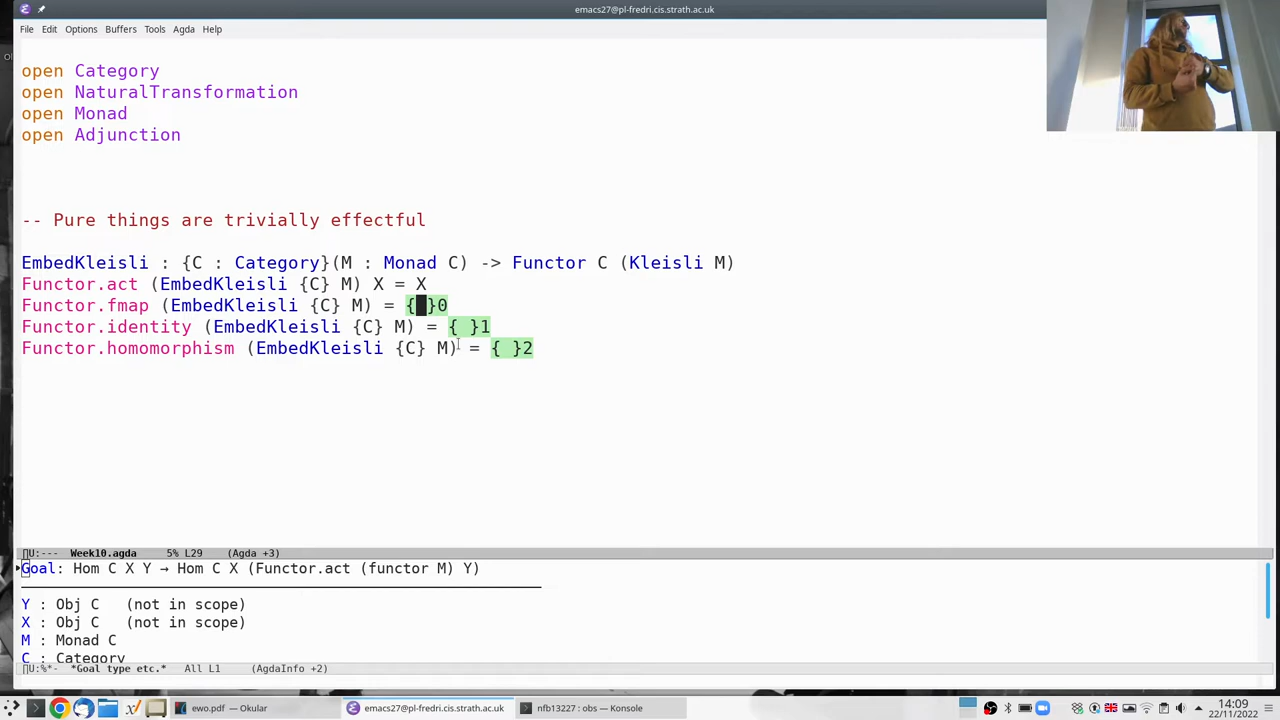 emacs27@pl-fredri.cis.strath.ac.uk
File Edit Options Buffers Tools Agda Help
open Category
open NaturalTransformation
open Monad
open Adjunction
-- Pure things are trivially effectful
EmbedKleisli : {C : Category}(M : Monad C) -> Functor C (Kleisli M)
Functor.act (EmbedKleisli {C} M) X = X
Functor.fmap (EmbedKleisli {C} M) = { }0
Functor.identity (EmbedKleisli {C} M) = { }1
Functor.homomorphism (EmbedKleisli {C} M) = { }2
U:--- Week10.agda 5% L29 (Agda +3)
Goal: Hom C X Y → Hom C X (Functor.act (functor M) Y)
Y : Obj C (not in scope)
X : Obj C (not in scope)
M : Monad C
C : Category
U:%*- *Goal type etc.* All L1 (AgdaInfo +2)
ewo.pdf — Okular emacs27@pl-fredri.cis.strath.ac.uk nfb13227 : obs — Konsole 14:09
22/11/2022